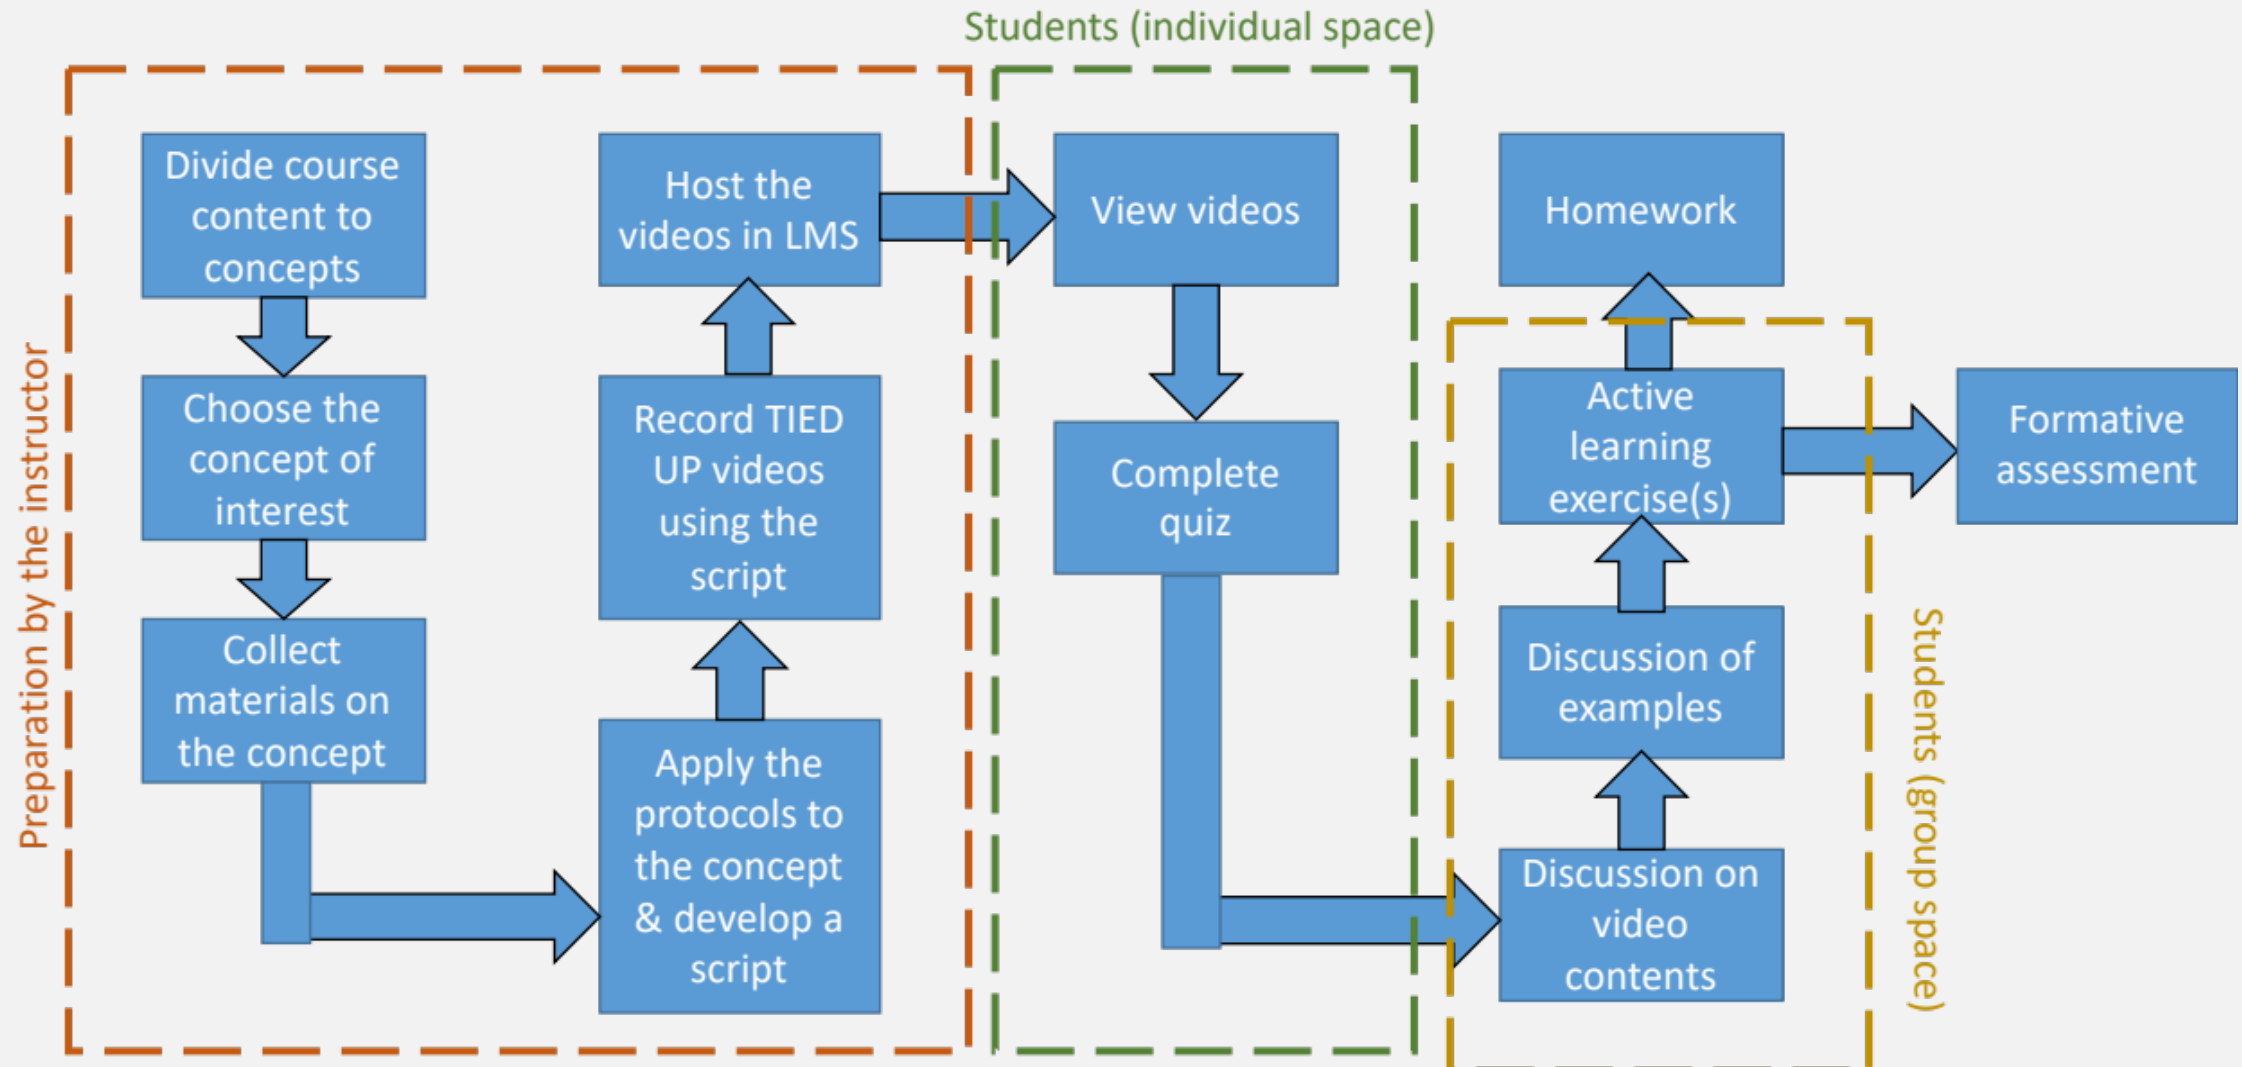 Students (individual space)
Preparation by the instructor
Divide course
content to
concepts
Choose the
concept of
interest
Collect
materials on
the concept
Apply the
protocols to
the concept
& develop a
script
Record TIED
UP videos
using the
script
Host the
videos in LMS
View videos
Complete
quiz
Discussion on
video
contents
Discussion of
examples
Active
learning
exercise(s)
Homework
Formative
assessment
Students (group space)